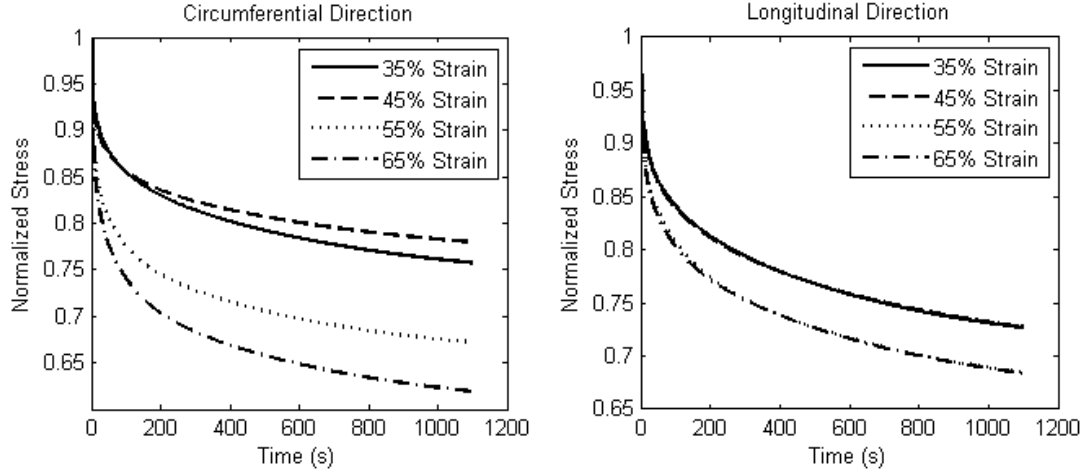 Circumferential Direction
Normalized Stress
1
0.95
0.9
0.85
0.8
0.75
0.7
0.65
35% Strain
45% Strain
55% Strain
65% Strain
0
200
400
600
800
1000
1200
Time (s)
Longitudinal Direction
Normalized Stress
1
0.95
0.9
0.85
0.8
0.75
0.7
0.65
35% Strain
45% Strain
55% Strain
65% Strain
0
200
400
600
800
1000
1200
Time (s)